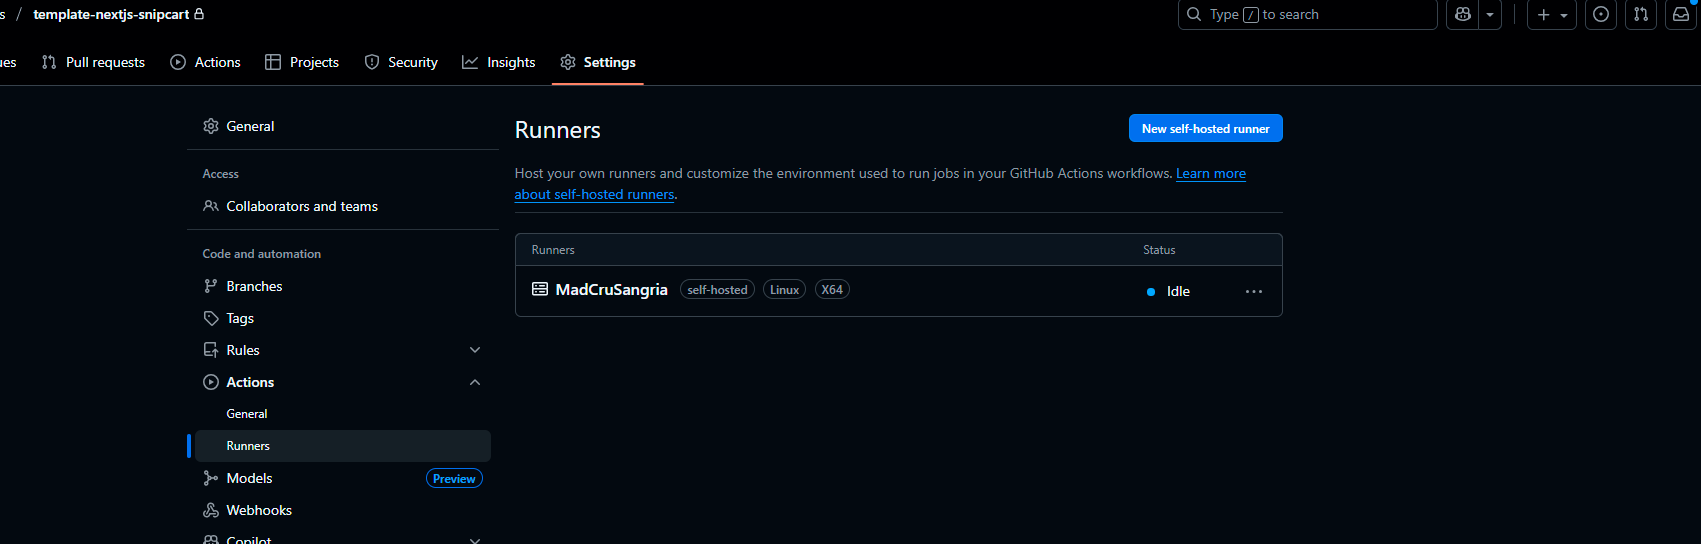 s / template-nextjs-snipcart
Type / to search
ues Pull requests Actions Projects Security Insights Settings
General
Access
Collaborators and teams
Code and automation
Branches
Tags
Rules
Actions
General
Runners
Models Preview
Webhooks
Copilot
Runners
New self-hosted runner
Host your own runners and customize the environment used to run jobs in your GitHub Actions workflows. Learn more
about self-hosted runners.
Runners Status
MadCruSangria self-hosted Linux X64 Idle